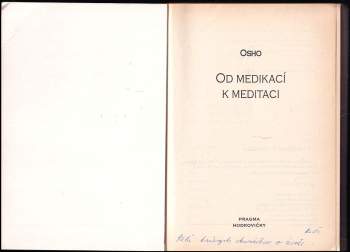 OSHO
OD MEDIKACÍ
K MEDITACI
PRAGMA
HODKOVIČKY